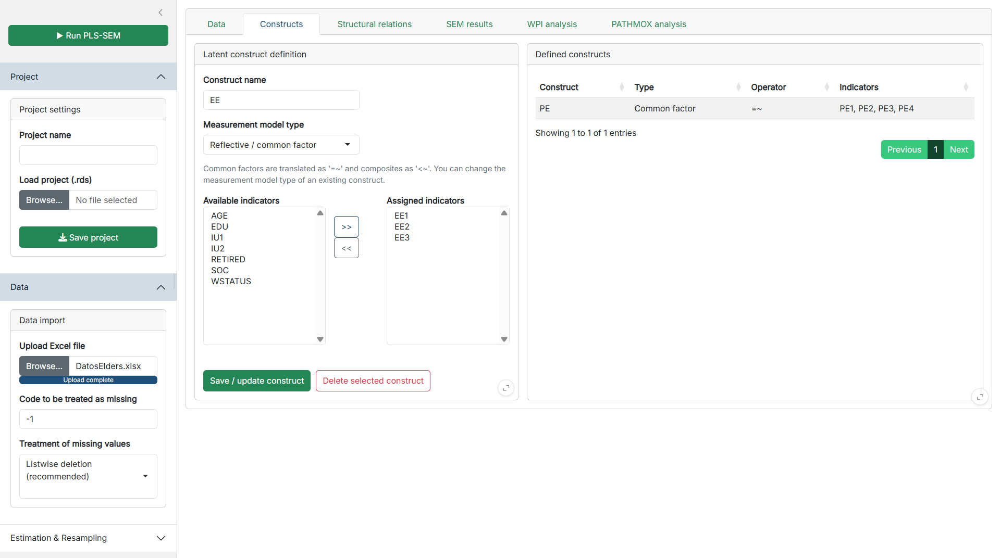 Run PLS-SEM
Project
Project settings
Project name
Load project (.rds)
Browse... No file selected
Save project
Data
Data import
Upload Excel file
Browse... DatosElders.xlsx
Upload complete
Code to be treated as missing
-1
Treatment of missing values
Listwise deletion
(recommended)
Estimation & Resampling
Data Constructs Structural relations SEM results WPI analysis PATHMOX analysis
Latent construct definition
Construct name
EE
Measurement model type
Reflective / common factor
Common factors are translated as '=~' and composites as '<~'. You can change the
measurement model type of an existing construct.
Available indicators
AGE
EDU
IU1
IU2
RETIRED
SOC
WSTATUS
>>
<<
Assigned indicators
EE1
EE2
EE3
Save / update construct Delete selected construct
Defined constructs
Construct Type Operator Indicators
PE Common factor =~ PE1, PE2, PE3, PE4
Showing 1 to 1 of 1 entries
Previous 1 Next